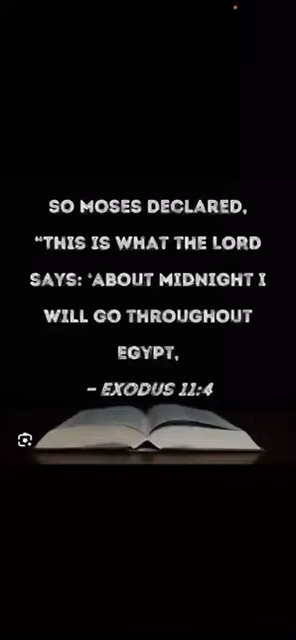 SO MOSES DECLARED,
“THIS IS WHAT THE LORD
SAYS: ‘ABOUT MIDNIGHT I
WILL GO THROUGHOUT
EGYPT,
– EXODUS 11:4